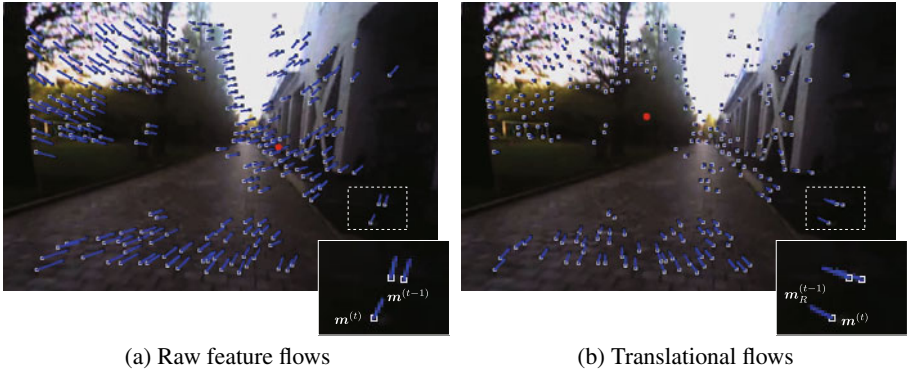 m^(t-1)
m^(t)
m_R^(t-1)
m^(t)
(a) Raw feature flows
(b) Translational flows